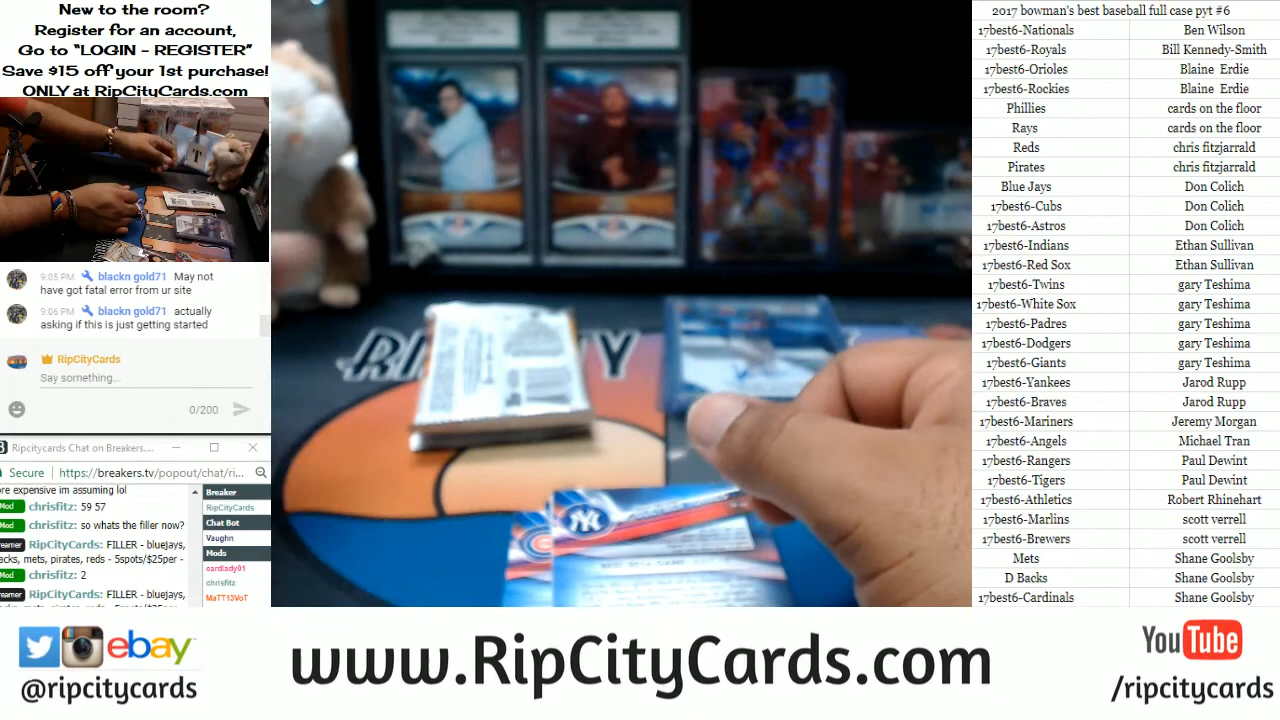 New to the room?
Register for an account,
Go to "LOGIN - REGISTER"
Save $15 off your 1st purchase!
ONLY at RipCityCards.com
9:05 PM blackn gold71 May not
have got fatal error from ur site
9:06 PM blackn gold71 actually
asking if this is just getting started
RipCityCards
Say something...
0/200
Ripcitycards Chat on Breakers....
Secure https://breakers.tv/popout/chat/ri...
ore expensive im assuming lol
Mod chrisfitz: 59 57
Mod chrisfitz: so whats the filler now?
eamer RipCityCards: FILLER - bluejays,
acks, mets, pirates, reds - 5spots/$25per -
Mod chrisfitz: 2
eamer RipCityCards: FILLER - bluejays,
Breaker
RipCityCards
Chat Bot
Vaughn
Mods
cardlady01
chrisfitz
MaTT13VoT
2017 bowman's best baseball full case pyt #6
17best6-Nationals Ben Wilson
17best6-Royals Bill Kennedy-Smith
17best6-Orioles Blaine Erdie
17best6-Rockies Blaine Erdie
Phillies cards on the floor
Rays cards on the floor
Reds chris fitzjarrald
Pirates chris fitzjarrald
Blue Jays Don Colich
17best6-Cubs Don Colich
17best6-Astros Don Colich
17best6-Indians Ethan Sullivan
17best6-Red Sox Ethan Sullivan
17best6-Twins gary Teshima
17best6-White Sox gary Teshima
17best6-Padres gary Teshima
17best6-Dodgers gary Teshima
17best6-Giants gary Teshima
17best6-Yankees Jarod Rupp
17best6-Braves Jarod Rupp
17best6-Mariners Jeremy Morgan
17best6-Angels Michael Tran
17best6-Rangers Paul Dewint
17best6-Tigers Paul Dewint
17best6-Athletics Robert Rhinehart
17best6-Marlins scott verrell
17best6-Brewers scott verrell
Mets Shane Goolsby
D Backs Shane Goolsby
17best6-Cardinals Shane Goolsby
ebay
@ripcitycards
www.RipCityCards.com
YouTube
/ripcitycards